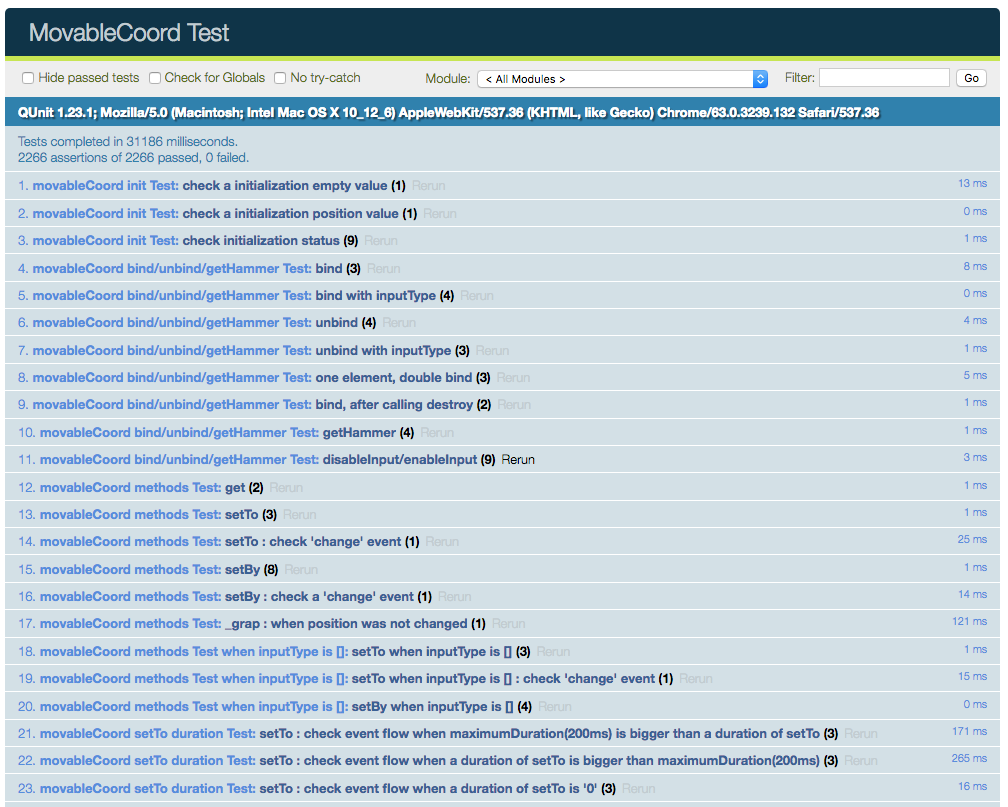 MovableCoord Test
Hide passed tests Check for Globals No try-catch Module: < All Modules > Filter: Go
QUnit 1.23.1; Mozilla/5.0 (Macintosh; Intel Mac OS X 10_12_6) AppleWebKit/537.36 (KHTML, like Gecko) Chrome/63.0.3239.132 Safari/537.36
Tests completed in 31186 milliseconds.
2266 assertions of 2266 passed, 0 failed.
1. movableCoord init Test: check a initialization empty value (1) Rerun 13 ms
2. movableCoord init Test: check a initialization position value (1) Rerun 0 ms
3. movableCoord init Test: check initialization status (9) Rerun 1 ms
4. movableCoord bind/unbind/getHammer Test: bind (3) Rerun 8 ms
5. movableCoord bind/unbind/getHammer Test: bind with inputType (4) Rerun 0 ms
6. movableCoord bind/unbind/getHammer Test: unbind (4) Rerun 4 ms
7. movableCoord bind/unbind/getHammer Test: unbind with inputType (3) Rerun 1 ms
8. movableCoord bind/unbind/getHammer Test: one element, double bind (3) Rerun 5 ms
9. movableCoord bind/unbind/getHammer Test: bind, after calling destroy (2) Rerun 1 ms
10. movableCoord bind/unbind/getHammer Test: getHammer (4) Rerun 1 ms
11. movableCoord bind/unbind/getHammer Test: disableInput/enableInput (9) Rerun 3 ms
12. movableCoord methods Test: get (2) Rerun 1 ms
13. movableCoord methods Test: setTo (3) Rerun 1 ms
14. movableCoord methods Test: setTo : check 'change' event (1) Rerun 25 ms
15. movableCoord methods Test: setBy (8) Rerun 1 ms
16. movableCoord methods Test: setBy : check a 'change' event (1) Rerun 14 ms
17. movableCoord methods Test: _grap : when position was not changed (1) Rerun 121 ms
18. movableCoord methods Test when inputType is []: setTo when inputType is [] (3) Rerun 1 ms
19. movableCoord methods Test when inputType is []: setTo when inputType is [] : check 'change' event (1) Rerun 15 ms
20. movableCoord methods Test when inputType is []: setBy when inputType is [] (4) Rerun 0 ms
21. movableCoord setTo duration Test: setTo : check event flow when maximumDuration(200ms) is bigger than a duration of setTo (3) Rerun 171 ms
22. movableCoord setTo duration Test: setTo : check event flow when a duration of setTo is bigger than maximumDuration(200ms) (3) Rerun 265 ms
23. movableCoord setTo duration Test: setTo : check event flow when a duration of setTo is '0' (3) Rerun 16 ms